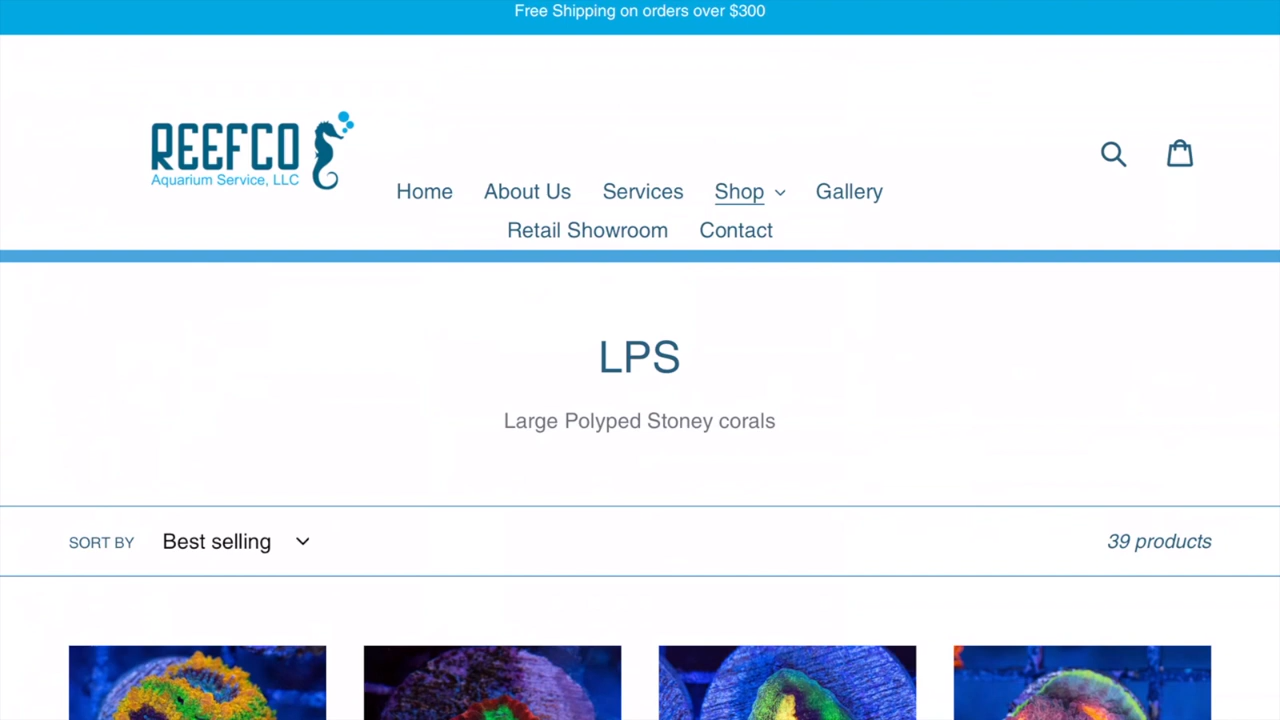 Free Shipping on orders over $300
REEFCO
Aquarium Service, LLC
Home About Us Services Shop Gallery
Retail Showroom Contact
LPS
Large Polyped Stoney corals
SORT BY Best selling 39 products